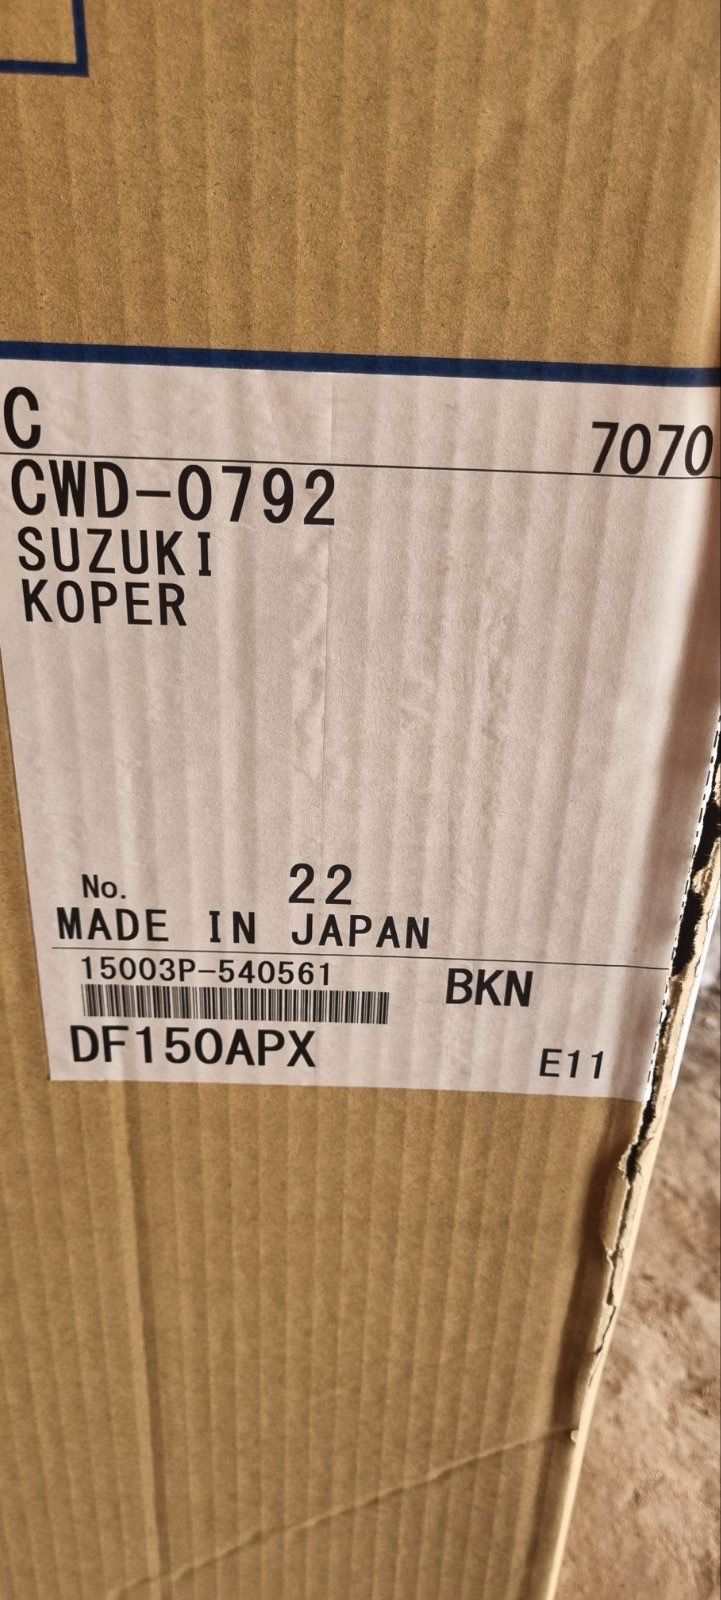 C 7070
CWD-0792
SUZUKI
KOPER
No. 22
MADE IN JAPAN
15003P-540561 BKN
DF150APX E11